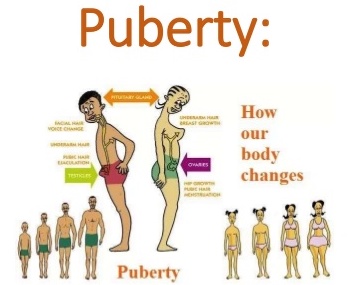 Puberty:
PITUITARY GLAND
FACIAL HAIR
VOICE CHANGE
UNDERARM HAIR
PUBIC HAIR
EJACULATION
TESTICLES
UNDERARM HAIR
BREAST GROWTH
OVARIES
HIP GROWTH
PUBIC HAIR
MENSTRUATION
How
our
body
changes
Puberty